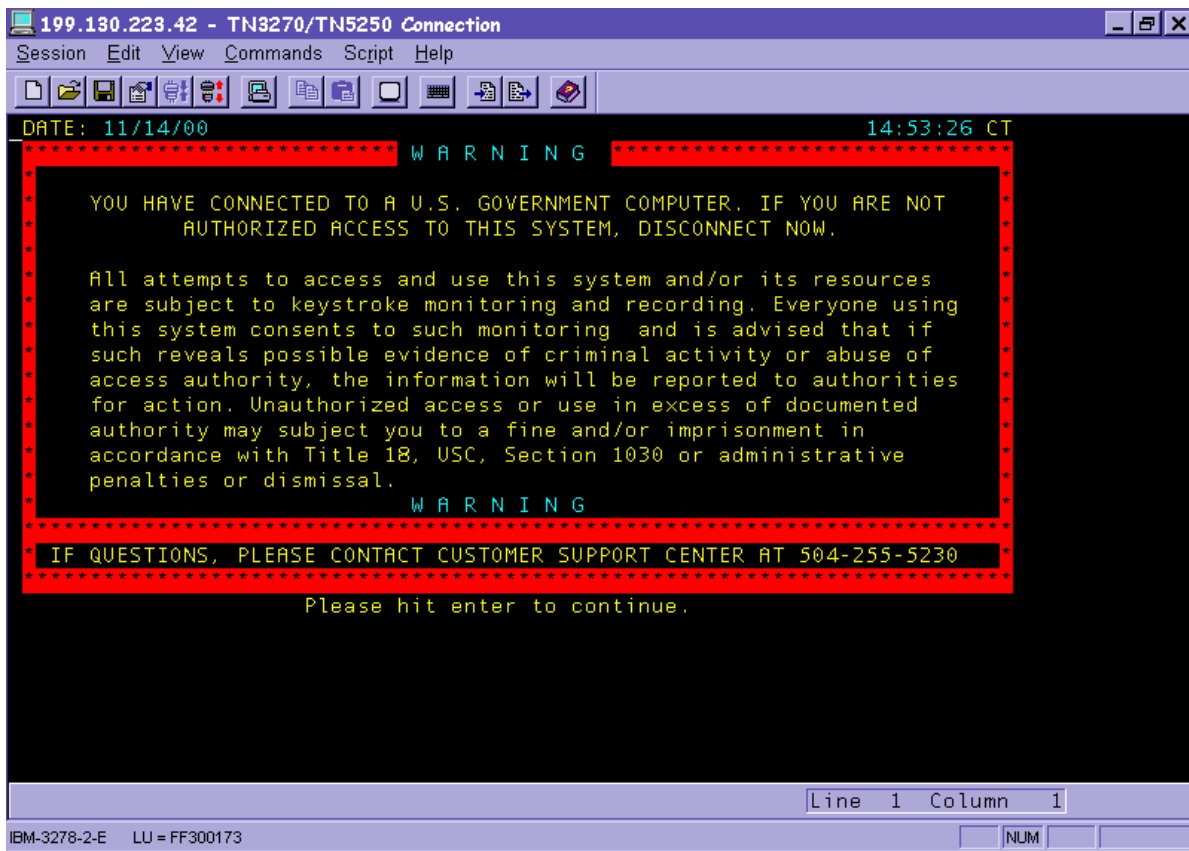 199.130.223.42 - TN3270/TN5250 Connection
Session Edit View Commands Script Help
DATE: 11/14/00 14:53:26 CT
***************************** W A R N I N G *******************************
YOU HAVE CONNECTED TO A U.S. GOVERNMENT COMPUTER. IF YOU ARE NOT
AUTHORIZED ACCESS TO THIS SYSTEM, DISCONNECT NOW.
All attempts to access and use this system and/or its resources
are subject to keystroke monitoring and recording. Everyone using
this system consents to such monitoring  and is advised that if
such reveals possible evidence of criminal activity or abuse of
access authority, the information will be reported to authorities
for action. Unauthorized access or use in excess of documented
authority may subject you to a fine and/or imprisonment in
accordance with Title 18, USC, Section 1030 or administrative
penalties or dismissal.
W A R N I N G
* IF QUESTIONS, PLEASE CONTACT CUSTOMER SUPPORT CENTER AT 504-255-5230 *
Please hit enter to continue.
Line 1 Column 1
IBM-3278-2-E LU = FF300173 NUM